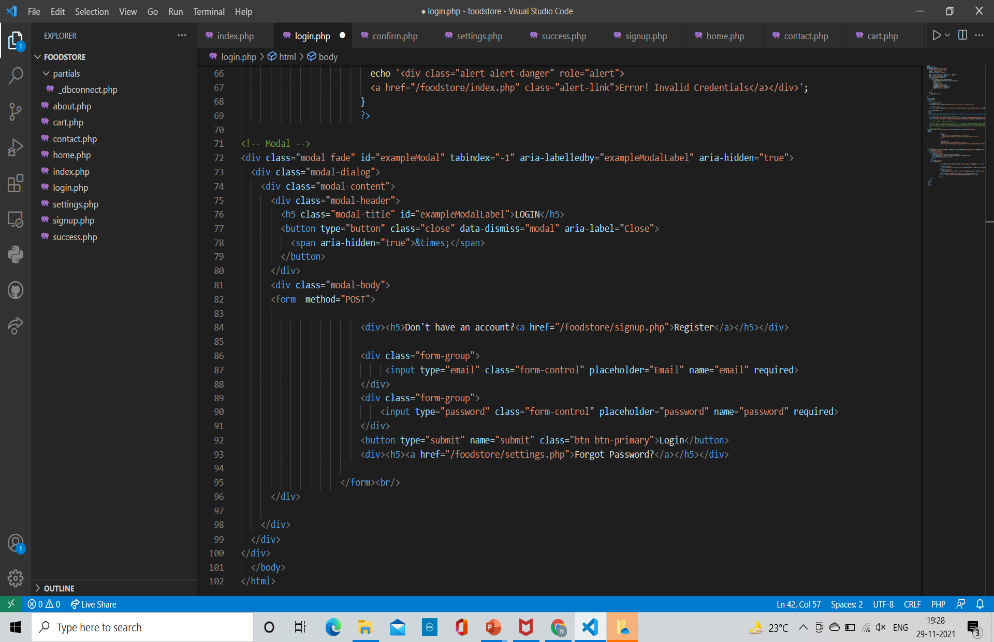 File Edit Selection View Go Run Terminal Help
● login.php - foodstore - Visual Studio Code
EXPLORER
index.php login.php confirm.php settings.php success.php signup.php home.php contact.php cart.php
FOODSTORE
partials
_dbconnect.php
about.php
cart.php
contact.php
home.php
index.php
login.php
settings.php
signup.php
success.php
OUTLINE
login.php > html > body
66 echo '<div class="alert alert-danger" role="alert">
67 <a href="/foodstore/index.php" class="alert-link">Error! Invalid Credentials</a></div>';
68 }
69 ?>
70
71 <!-- Modal -->
72 <div class="modal fade" id="exampleModal" tabindex="-1" aria-labelledby="exampleModalLabel" aria-hidden="true">
73 <div class="modal-dialog">
74 <div class="modal-content">
75 <div class="modal-header">
76 <h5 class="modal-title" id="exampleModalLabel">LOGIN</h5>
77 <button type="button" class="close" data-dismiss="modal" aria-label="Close">
78 <span aria-hidden="true">&times;</span>
79 </button>
80 </div>
81 <div class="modal-body">
82 <form  method="POST">
83
84 <div><h5>Don't have an account?<a href="/foodstore/signup.php">Register</a></h5></div>
85
86 <div class="form-group">
87 <input type="email" class="form-control" placeholder="Email" name="email" required>
88 </div>
89 <div class="form-group">
90 <input type="password" class="form-control" placeholder="password" name="password" required>
91 </div>
92 <button type="submit" name="submit" class="btn btn-primary">Login</button>
93 <div><h5><a href="/foodstore/settings.php">Forgot Password?</a></h5></div>
94
95 </form><br/>
96 </div>
97
98 </div>
99 </div>
100 </div>
101 </body>
102 </html>
0 0 Live Share
Ln 42, Col 57 Spaces: 2 UTF-8 CRLF PHP
Type here to search
23°C ENG 19:28
29-11-2021 3